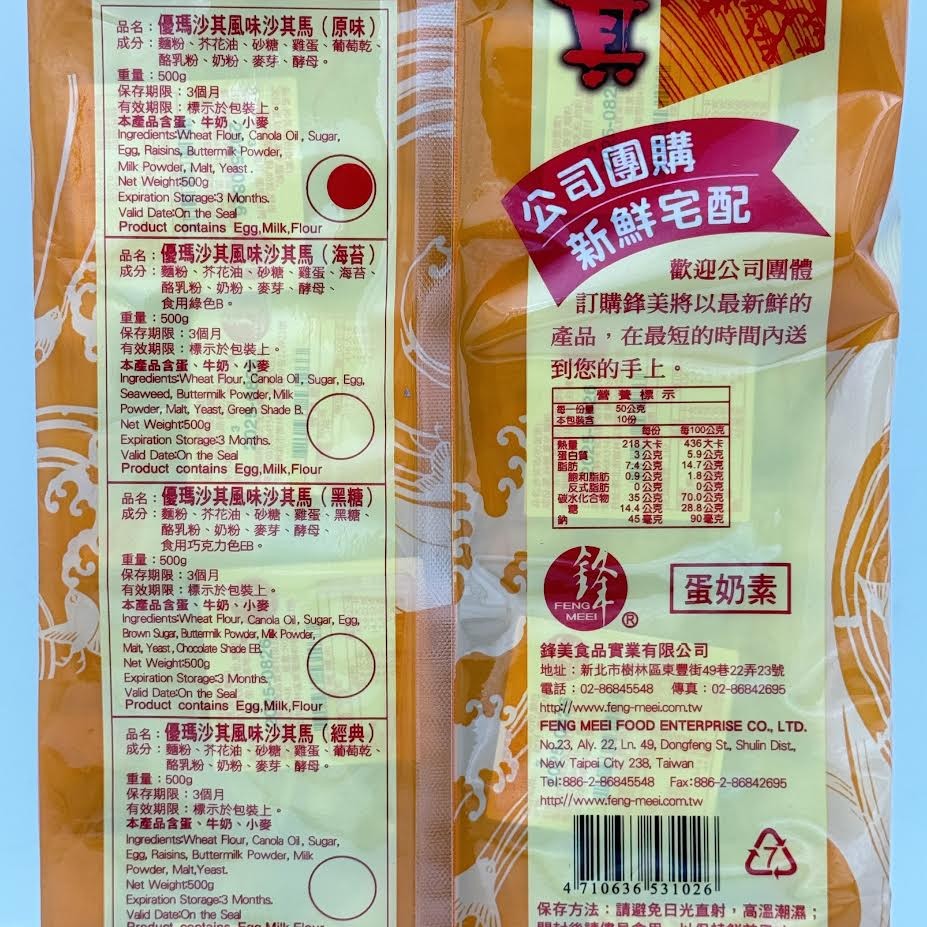 品名：優瑪沙其風味沙其馬（原味）
成分：麵粉、芥花油、砂糖、雞蛋、葡萄乾、
酪乳粉、奶粉、麥芽、酵母。
重量：500g
保存期限：3個月
有效期限：標示於包裝上。
本產品含蛋、牛奶、小麥
Ingredients:Wheat Flour, Canola Oil, Sugar,
Egg, Raisins, Buttermilk Powder,
Milk Powder, Malt, Yeast.
Net Weight:500g
Expiration Storage:3 Months.
Valid Date:On the Seal
Product contains Egg,Milk,Flour
品名：優瑪沙其風味沙其馬（海苔）
成分：麵粉、芥花油、砂糖、雞蛋、海苔、
酪乳粉、奶粉、麥芽、酵母、
食用綠色B。
重量：500g
保存期限：3個月
有效期限：標示於包裝上。
本產品含蛋、牛奶、小麥
Ingredients:Wheat Flour, Canola Oil, Sugar, Egg,
Seaweed, Buttermilk Powder, Milk
Powder, Malt, Yeast, Green Shade B.
Net Weight:500g
Expiration Storage:3 Months.
Valid Date:On the Seal
Product contains Egg,Milk,Flour
品名：優瑪沙其風味沙其馬（黑糖）
成分：麵粉、芥花油、砂糖、雞蛋、黑糖、
酪乳粉、奶粉、麥芽、酵母、
食用巧克力色EB。
重量：500g
保存期限：3個月
有效期限：標示於包裝上。
本產品含蛋、牛奶、小麥
Ingredients:Wheat Flour, Canola Oil, Sugar, Egg,
Brown Sugar, Buttermilk Powder, Milk Powder,
Malt, Yeast, Chocolate Shade EB.
Net Weight:500g
Expiration Storage:3 Months.
Valid Date:On the Seal
Product contains Egg,Milk,Flour
品名：優瑪沙其風味沙其馬（經典）
成分：麵粉、芥花油、砂糖、雞蛋、葡萄乾、
酪乳粉、奶粉、麥芽、酵母。
重量：500g
保存期限：3個月
有效期限：標示於包裝上。
本產品含蛋、牛奶、小麥
Ingredients:Wheat Flour, Canola Oil, Sugar,
Egg, Raisins, Buttermilk Powder, Milk
Powder, Malt,Yeast.
Net Weight:500g
Expiration Storage:3 Months.
Valid Date:On the Seal
Product contains Egg,Milk,Flour
公司團購
新鮮宅配
歡迎公司團體
訂購鋒美將以最新鮮的
產品，在最短的時間內送
到您的手上。
營養標示
每一份量 50公克
本包裝含 10份
每份 每100公克
熱量 218大卡 436大卡
蛋白質 3公克 5.9公克
脂肪 7.4公克 14.7公克
飽和脂肪 0.9公克 1.8公克
反式脂肪 0公克 0公克
碳水化合物 35公克 70.0公克
糖 14.4公克 28.8公克
鈉 45毫克 90毫克
鋒
FENG
MEEI
®
蛋奶素
鋒美食品實業有限公司
地址：新北市樹林區東豐街49巷22弄23號
電話：02-86845548 傳真：02-86842695
http://www.feng-meei.com.tw
FENG MEEI FOOD ENTERPRISE CO., LTD.
No.23, Aly. 22, Ln. 49, Dongfeng St., Shulin Dist.,
New Taipei City 238, Taiwan
Tel:886-2-86845548 Fax:886-2-86842695
http://www.feng-meei.com.tw
4 710636 531026
7
保存方法：請避免日光直射，高溫潮濕；